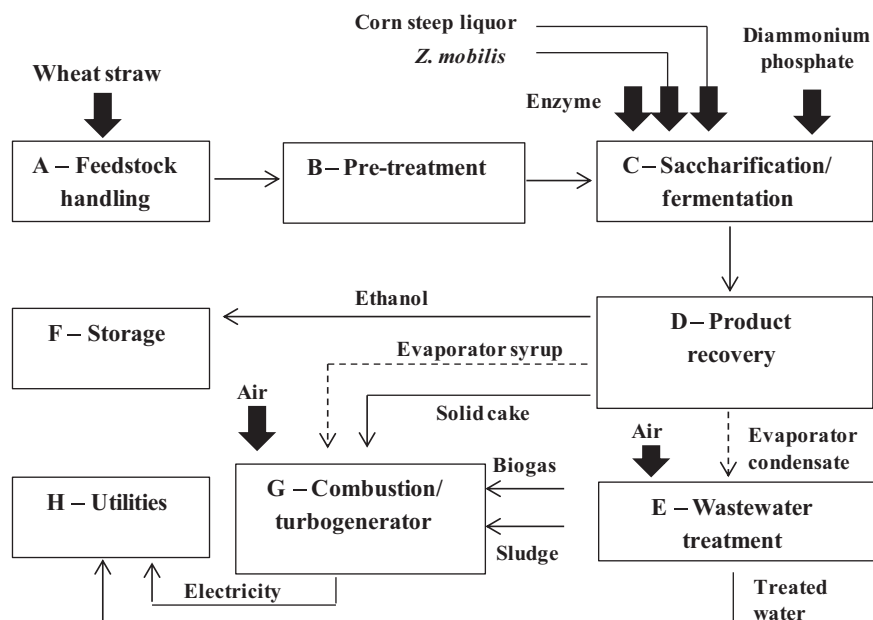 Corn steep liquor
Z. mobilis
Diammonium
phosphate
Wheat straw
Enzyme
A – Feedstock
handling
B – Pre-treatment
C – Saccharification/
fermentation
Ethanol
F – Storage
D – Product
recovery
Evaporator syrup
Air
Solid cake
Air
Evaporator
condensate
Biogas
H – Utilities
G – Combustion/
turbogenerator
E – Wastewater
treatment
Sludge
Electricity
Treated
water